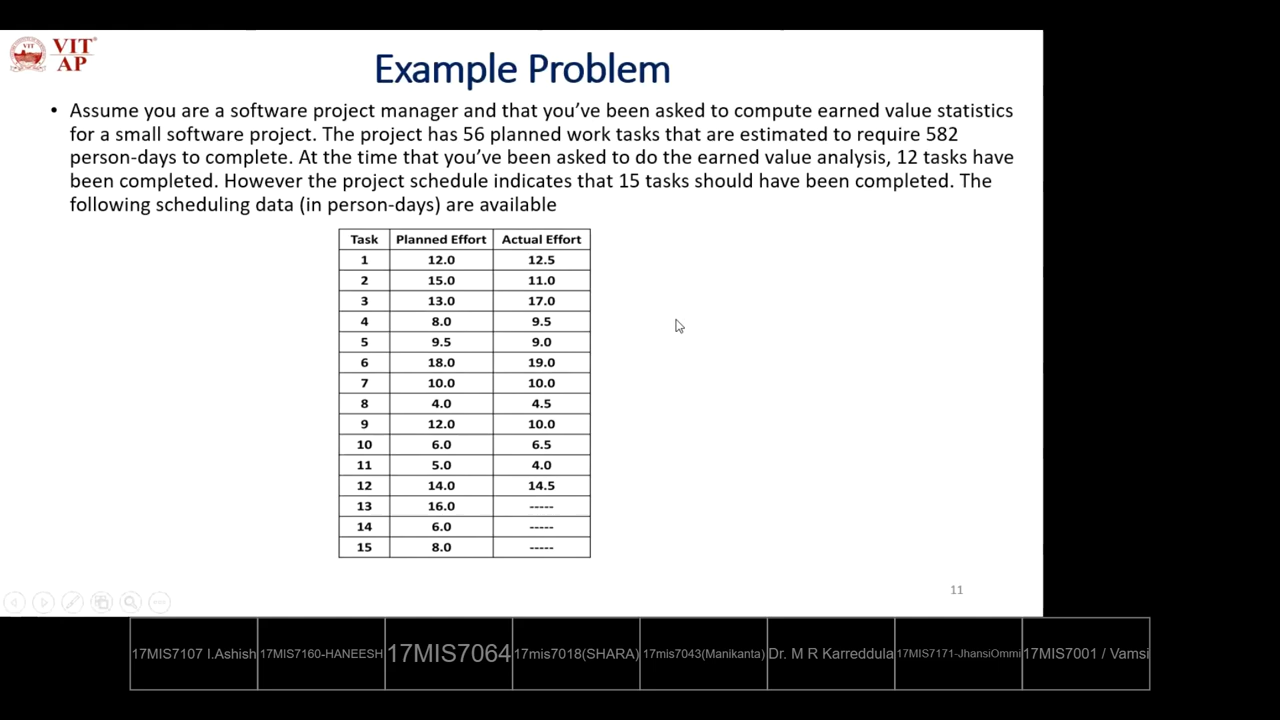 VIT
AP
Example Problem
• Assume you are a software project manager and that you've been asked to compute earned value statistics
for a small software project. The project has 56 planned work tasks that are estimated to require 582
person-days to complete. At the time that you've been asked to do the earned value analysis, 12 tasks have
been completed. However the project schedule indicates that 15 tasks should have been completed. The
following scheduling data (in person-days) are available
Task Planned Effort Actual Effort
1 12.0 12.5
2 15.0 11.0
3 13.0 17.0
4 8.0 9.5
5 9.5 9.0
6 18.0 19.0
7 10.0 10.0
8 4.0 4.5
9 12.0 10.0
10 6.0 6.5
11 5.0 4.0
12 14.0 14.5
13 16.0 -----
14 6.0 -----
15 8.0 -----
11
17MIS7107 I.Ashish 17MIS7160-HANEESH 17MIS7064 17mis7018(SHARA) 17mis7043(Manikanta) Dr. M R Karreddula 17MIS7171-JhansiOmmi 17MIS7001 / Vamsi